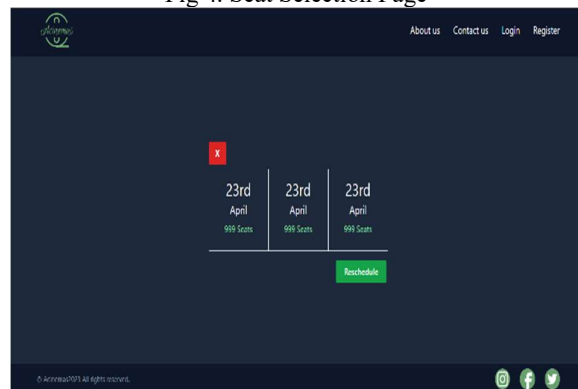 Fig 4. Seat Selection Page
About us Contact us Login Register
X
23rd 23rd 23rd
April April April
999 Seats 999 Seats 999 Seats
Reschedule
2023 All rights reserved.